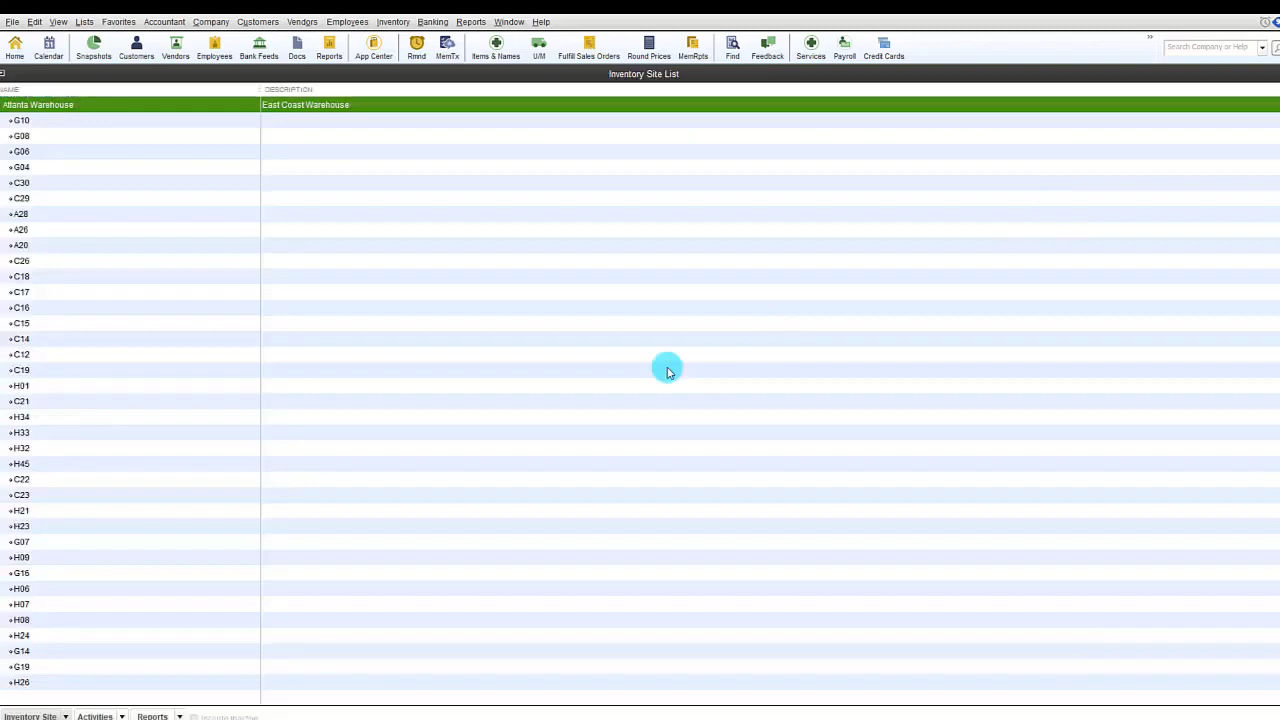 File Edit View Lists Favorites Accountant Company Customers Vendors Employees Inventory Banking Reports Window Help
Home Calendar Snapshots Customers Vendors Employees Bank Feeds Docs Reports App Center Rmnd MemTx Items & Names U/M Fulfill Sales Orders Round Prices MemRpts Find Feedback Services Payroll Credit Cards
Search Company or Help
Inventory Site List
NAME DESCRIPTION
Atlanta Warehouse East Coast Warehouse
G10
G08
G06
G04
C30
C29
A28
A26
A20
C26
C18
C17
C16
C15
C14
C12
C19
H01
C21
H34
H33
H32
H45
C22
C23
H21
H23
G07
H09
G16
H06
H07
H08
H24
G14
G19
H26
Inventory Site Activities Reports Include inactive